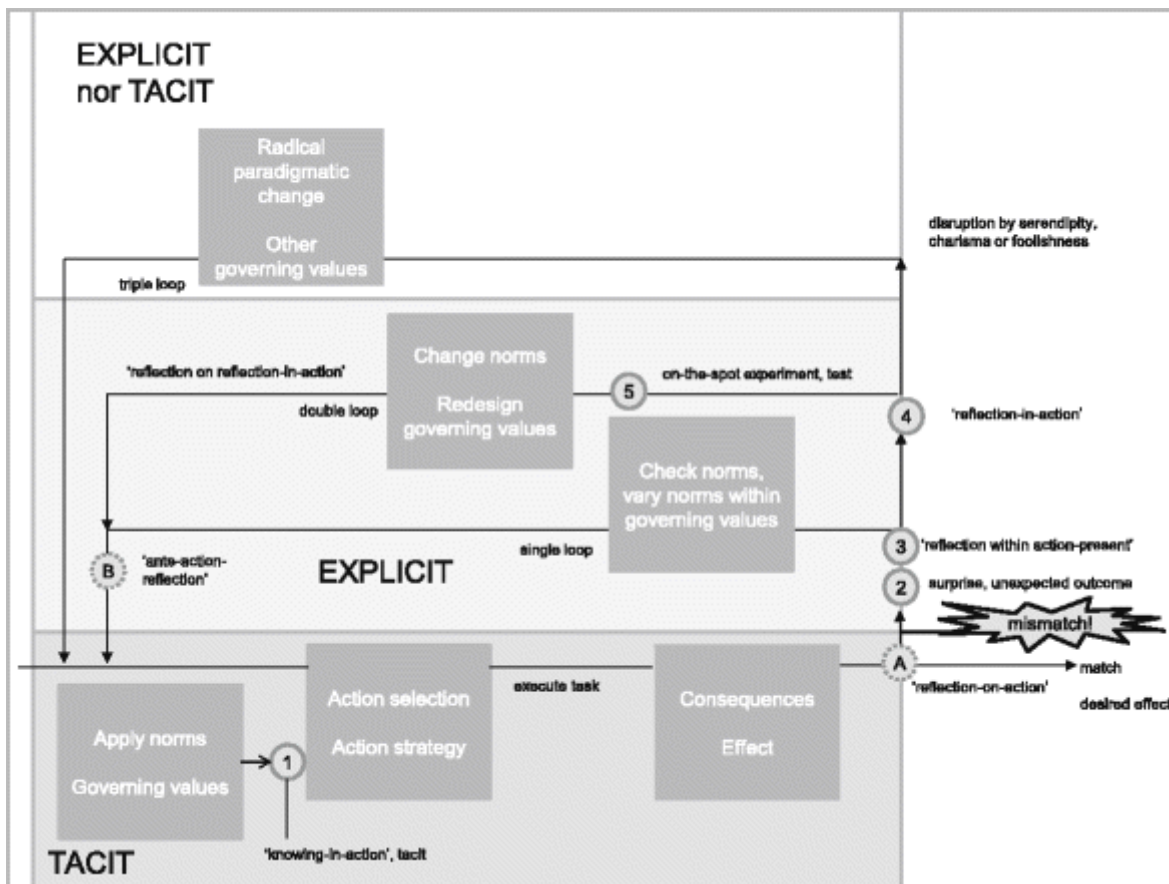 EXPLICIT
nor TACIT
Radical
paradigmatic
change
Other
governing values
disruption by serendipity,
charisma or foolishness
triple loop
Change norms
Redesign
governing values
'reflection on reflection-in-action'
double loop
5
on-the-spot experiment, test
4
'reflection-in-action'
Check norms,
vary norms within
governing values
single loop
3
'reflection within action-present'
B
'ante-action-
reflection'
EXPLICIT
2
surprise, unexpected outcome
mismatch!
Action selection
Action strategy
execute task
Consequences
Effect
A
match
'reflection-on-action'
desired effect
Apply norms
Governing values
1
'knowing-in-action', tacit
TACIT